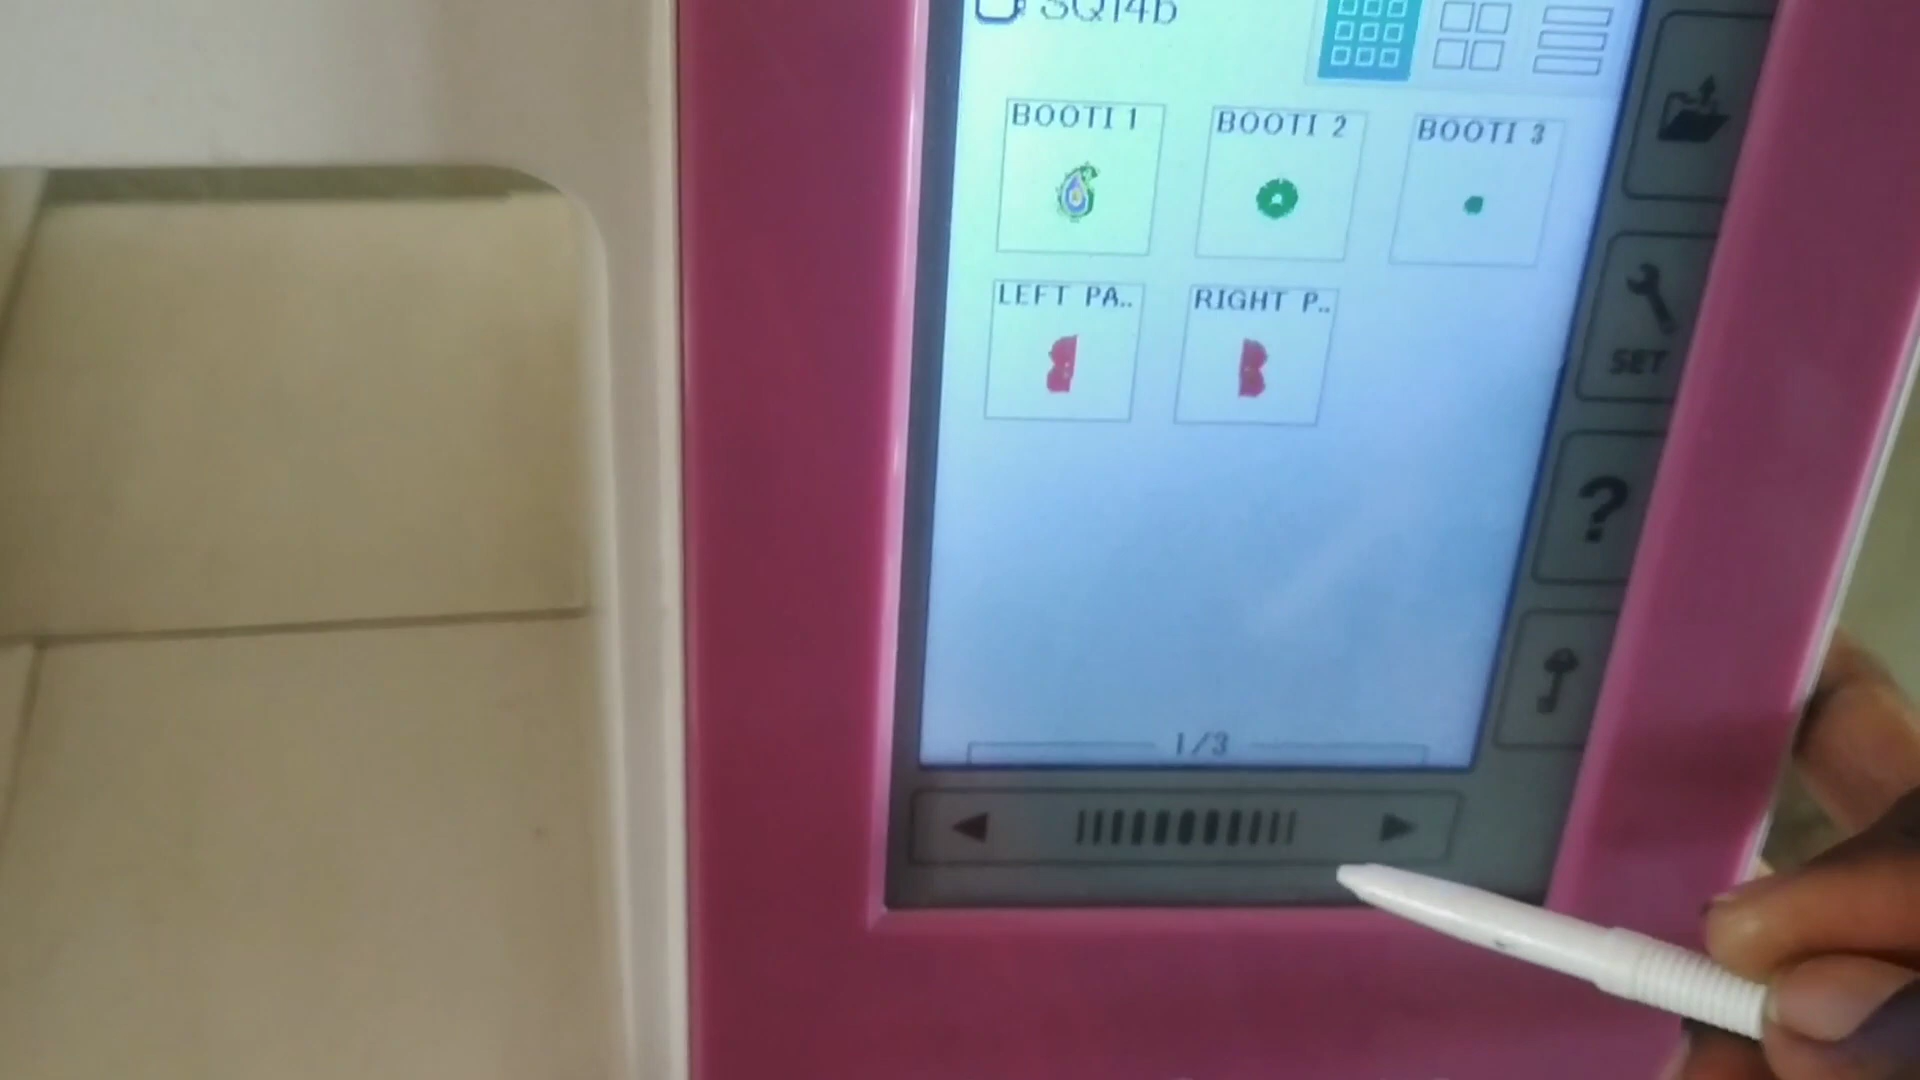 SQ14b
BOOTI 1 BOOTI 2 BOOTI 3
LEFT PA.. RIGHT P..
SET
?
1/3